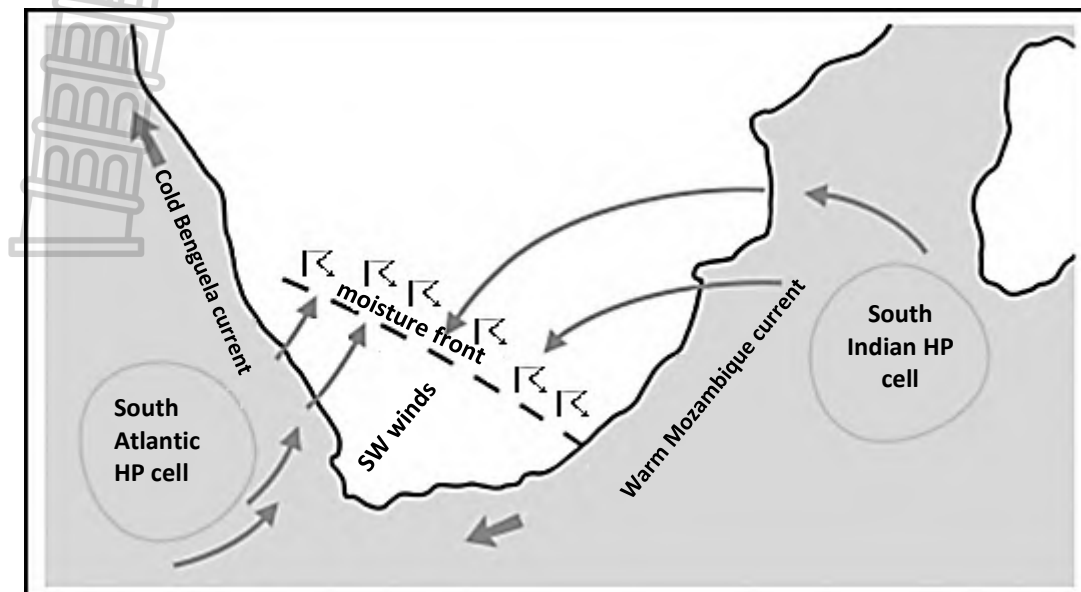 Cold Benguela current
moisture front
SW winds
South
Atlantic
HP cell
Warm Mozambique current
South
Indian HP
cell